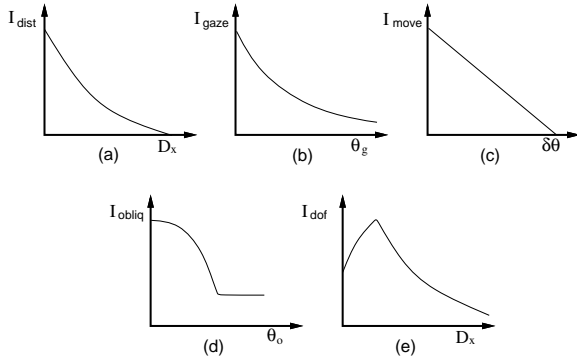 I dist
D x
(a)
I gaze
θ g
(b)
I move
δθ
(c)
I obliq
θ o
(d)
I dof
D x
(e)